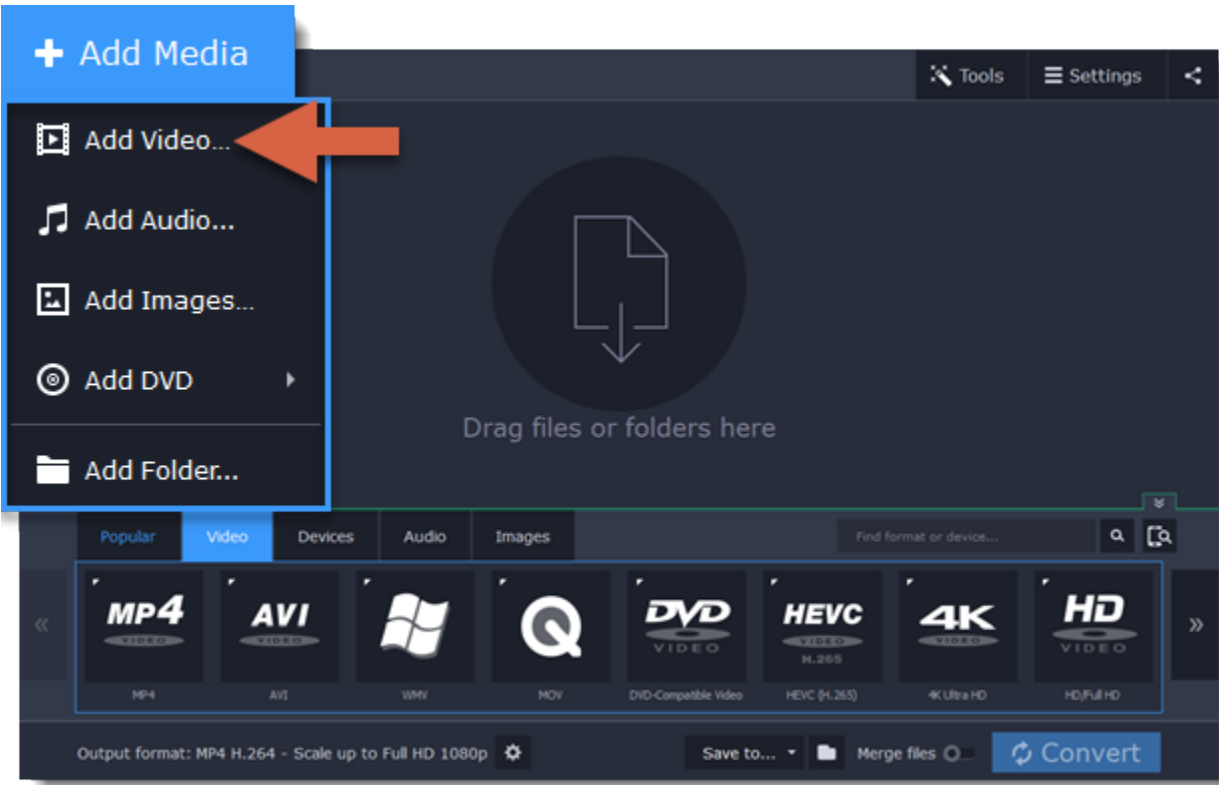 Add Media
Tools
Settings
Add Video...
Add Audio...
Add Images...
Add DVD
Add Folder...
Drag files or folders here
Popular
Video
Devices
Audio
Images
Find format or device...
MP4
VIDEO
AVI
VIDEO
DVD
VIDEO
HEVC
VIDEO
H.265
4K
VIDEO
HD
VIDEO
MP4
AVI
WMV
MOV
DVD-Compatible Video
HEVC (H.265)
4K Ultra HD
HD/Full HD
Output format: MP4 H.264 - Scale up to Full HD 1080p
Save to...
Merge files
Convert